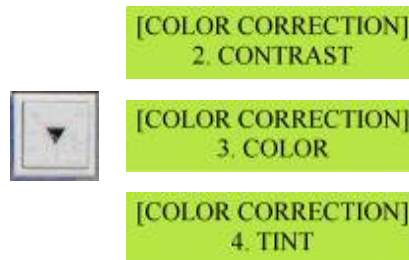 [COLOR CORRECTION]
2. CONTRAST
[COLOR CORRECTION]
3. COLOR
[COLOR CORRECTION]
4. TINT